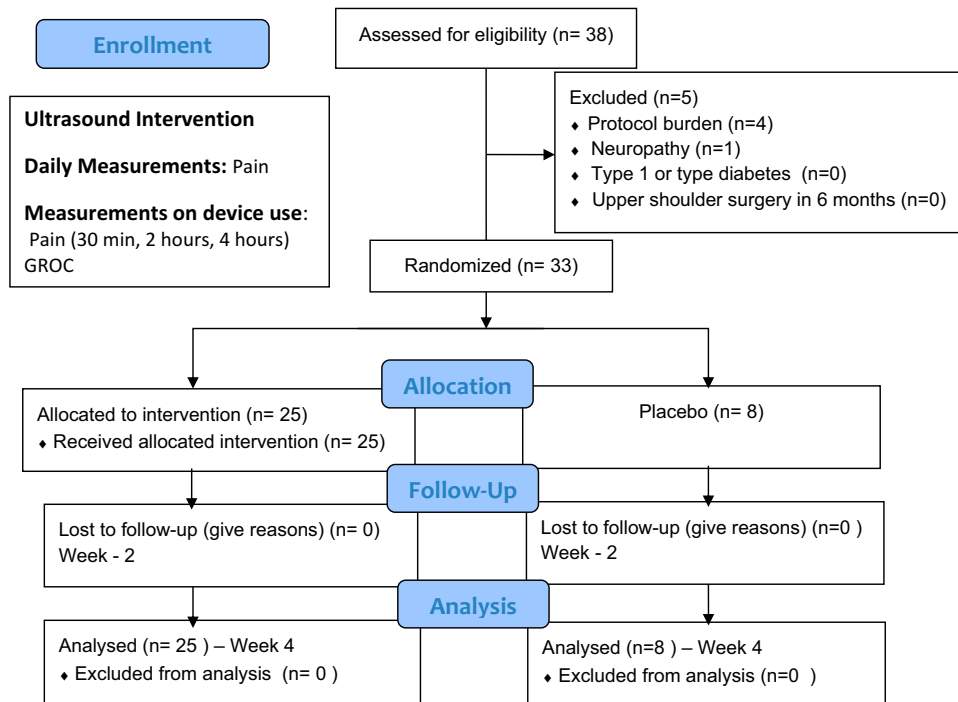 Enrollment
Assessed for eligibility (n= 38)
Ultrasound Intervention
Daily Measurements: Pain
Measurements on device use:
Pain (30 min, 2 hours, 4 hours)
GROC
Excluded (n=5)
♦ Protocol burden (n=4)
♦ Neuropathy (n=1)
♦ Type 1 or type diabetes (n=0)
♦ Upper shoulder surgery in 6 months (n=0)
Randomized (n= 33)
Allocation
Allocated to intervention (n= 25)
♦ Received allocated intervention (n= 25)
Placebo (n= 8)
Follow-Up
Lost to follow-up (give reasons) (n= 0)
Week - 2
Lost to follow-up (give reasons) (n=0 )
Week - 2
Analysis
Analysed (n= 25 ) – Week 4
♦ Excluded from analysis (n= 0 )
Analysed (n=8 ) – Week 4
♦ Excluded from analysis (n=0 )